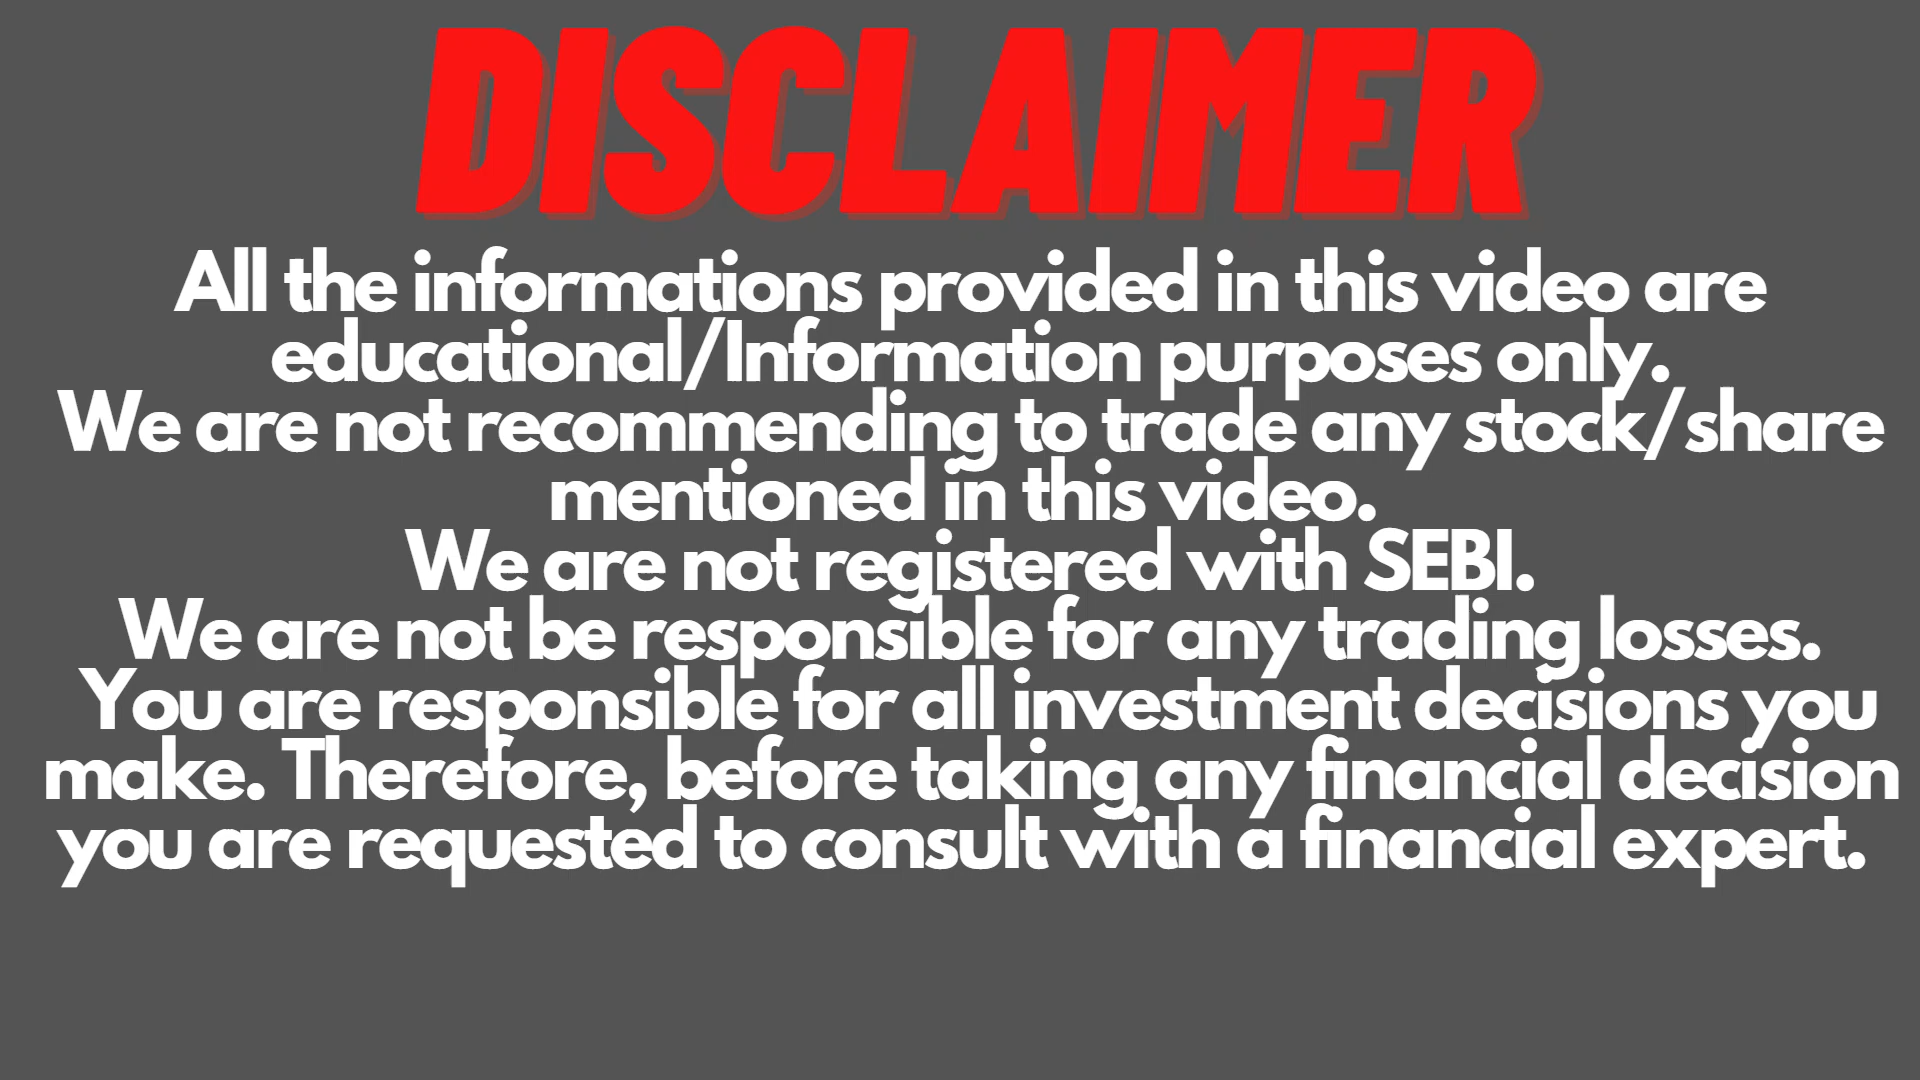 DISCLAIMER
All the informations provided in this video are
educational/Information purposes only.
We are not recommending to trade any stock/share
mentioned in this video.
We are not registered with SEBI.
We are not be responsible for any trading losses.
You are responsible for all investment decisions you
make. Therefore, before taking any financial decision
you are requested to consult with a financial expert.